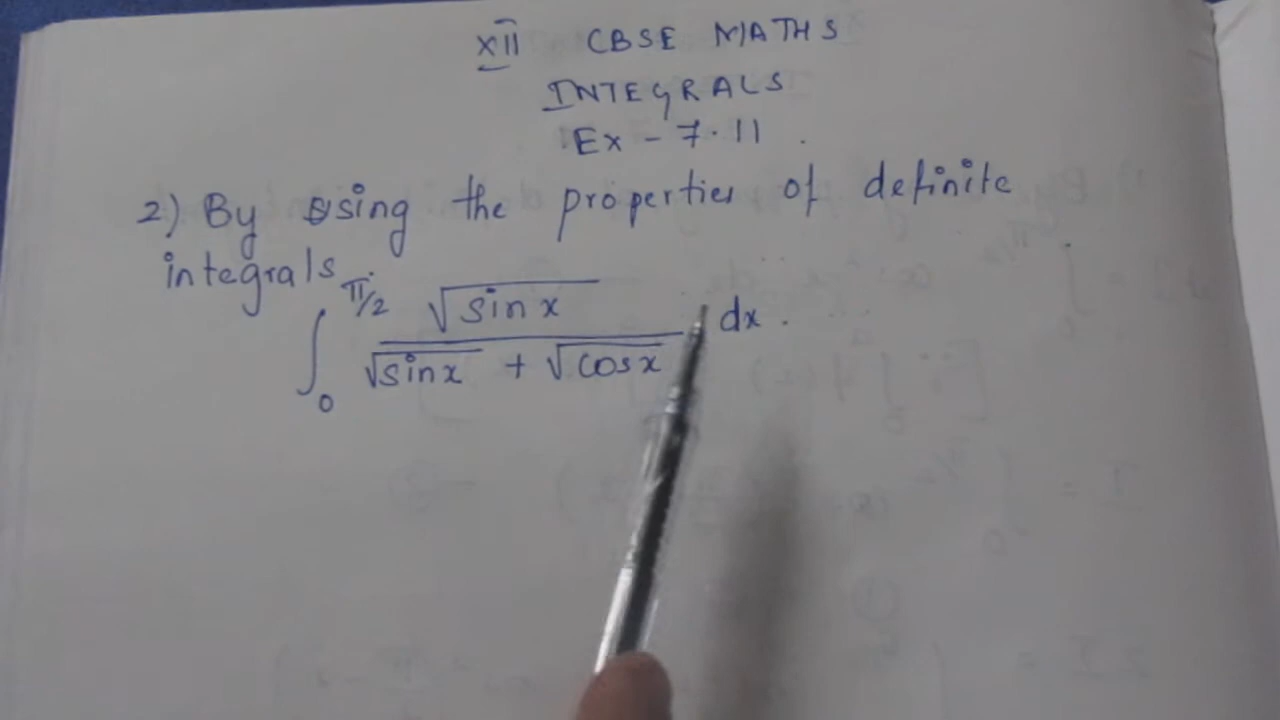 XII CBSE MATHS
INTEGRALS
Ex - 7.11
2) By using the properties of definite
integrals.
∫₀^{π/2} √sin x / (√sin x + √cos x) dx.